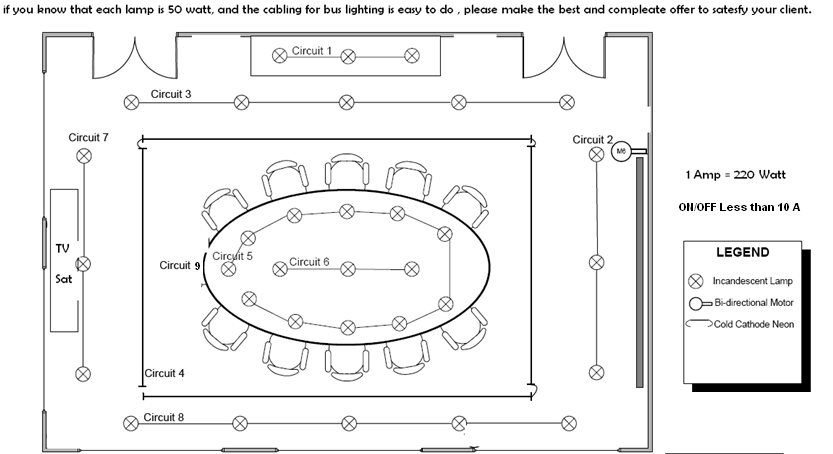 if you know that each lamp is 50 watt, and the cabling for bus lighting is easy to do , please make the best and compleate offer to satesfy your client.
Circuit 1
Circuit 3
Circuit 7
Circuit 2
M6
1 Amp = 220 Watt
ON/OFF Less than 10 A
TV
Sat
Circuit 9
Circuit 5
Circuit 6
LEGEND
Incandescent Lamp
Bi-directional Motor
Cold Cathode Neon
Circuit 4
Circuit 8